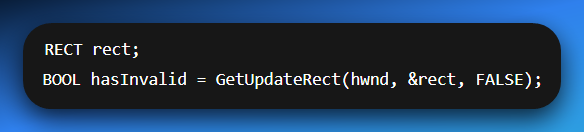 RECT rect;
BOOL hasInvalid = GetUpdateRect(hwnd, &rect, FALSE);